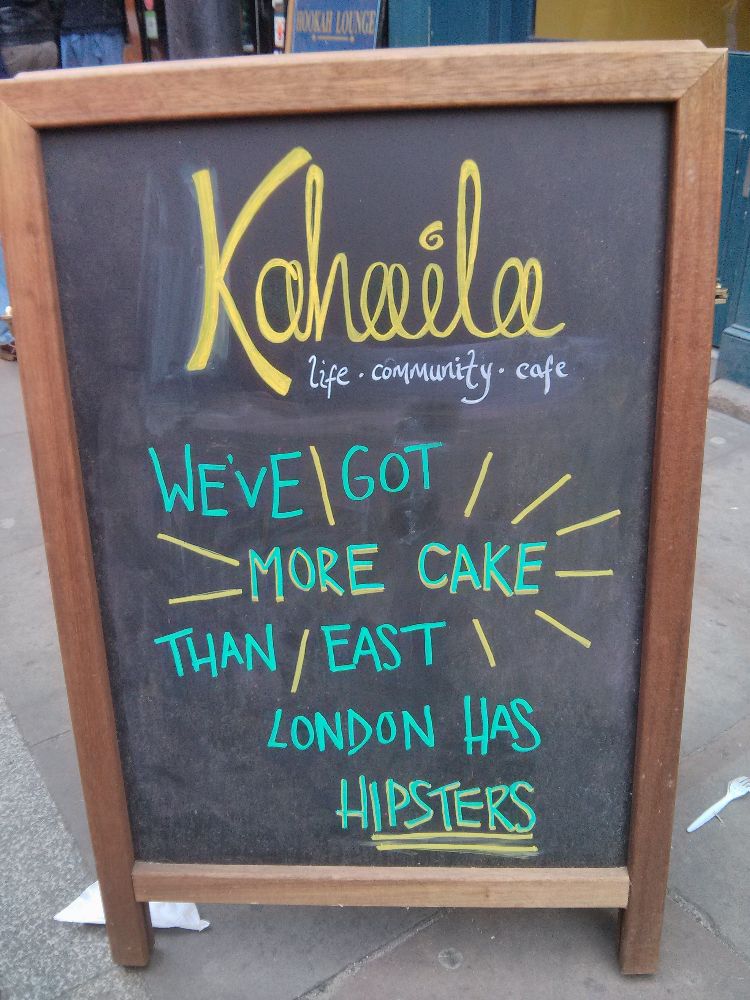 HOOKAH LOUNGE
Kahaila
life · community · cafe
WE'VE GOT
MORE CAKE
THAN EAST
LONDON HAS
HIPSTERS